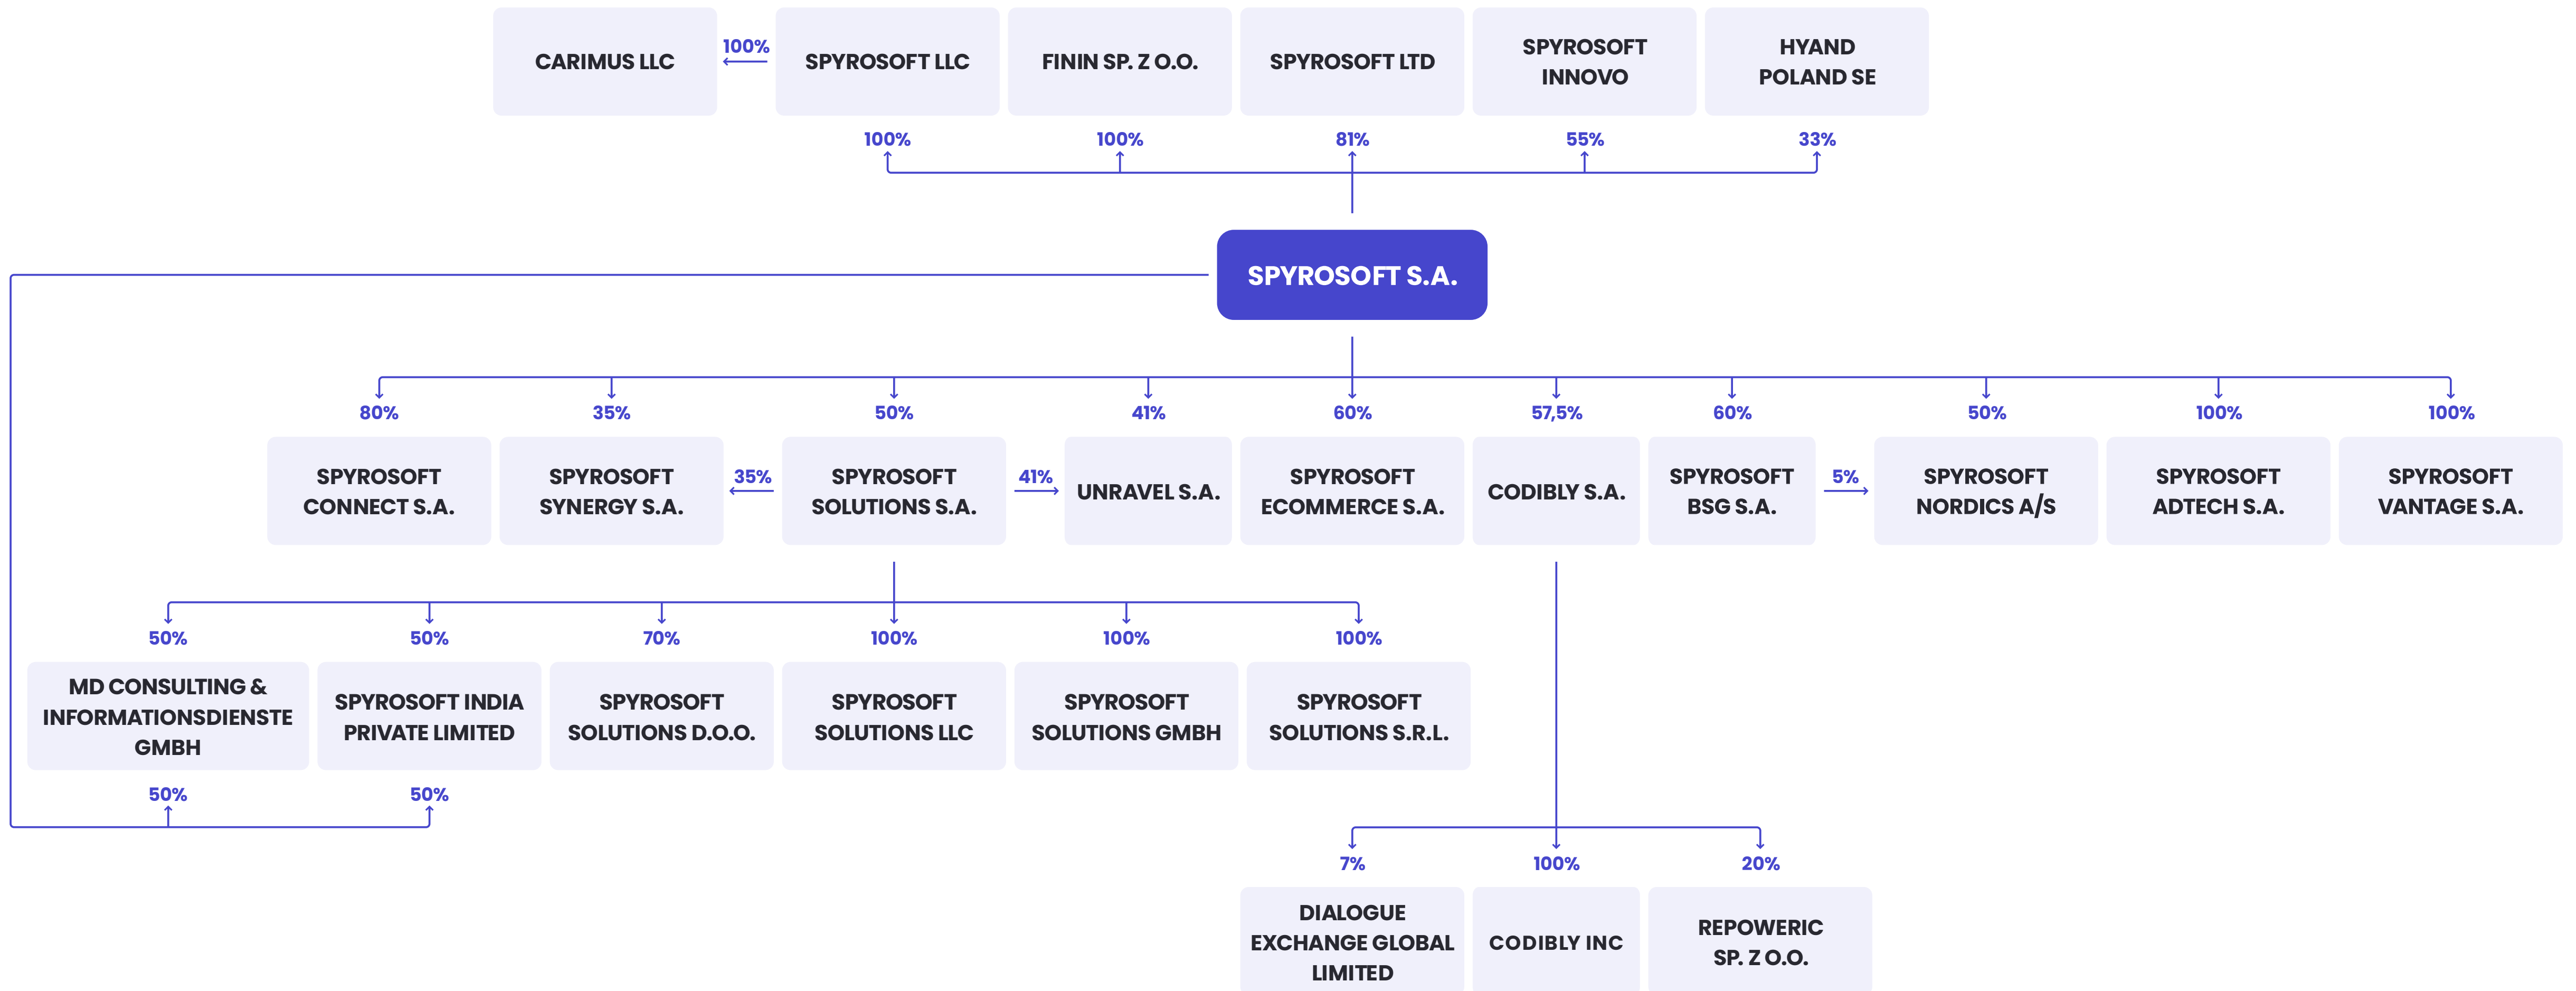 CARIMUS LLC
100%
SPYROSOFT LLC
FININ SP. Z O.O.
SPYROSOFT LTD
SPYROSOFT
INNOVO
HYAND
POLAND SE
100%
100%
81%
55%
33%
SPYROSOFT S.A.
80%
35%
50%
41%
60%
57,5%
60%
50%
100%
100%
SPYROSOFT
CONNECT S.A.
SPYROSOFT
SYNERGY S.A.
35%
SPYROSOFT
SOLUTIONS S.A.
41%
UNRAVEL S.A.
SPYROSOFT
ECOMMERCE S.A.
CODIBLY S.A.
SPYROSOFT
BSG S.A.
5%
SPYROSOFT
NORDICS A/S
SPYROSOFT
ADTECH S.A.
SPYROSOFT
VANTAGE S.A.
50%
50%
70%
100%
100%
100%
MD CONSULTING &
INFORMATIONSDIENSTE
GMBH
SPYROSOFT INDIA
PRIVATE LIMITED
SPYROSOFT
SOLUTIONS D.O.O.
SPYROSOFT
SOLUTIONS LLC
SPYROSOFT
SOLUTIONS GMBH
SPYROSOFT
SOLUTIONS S.R.L.
50%
50%
7%
100%
20%
DIALOGUE
EXCHANGE GLOBAL
LIMITED
CODIBLY INC
REPOWERIC
SP. Z O.O.